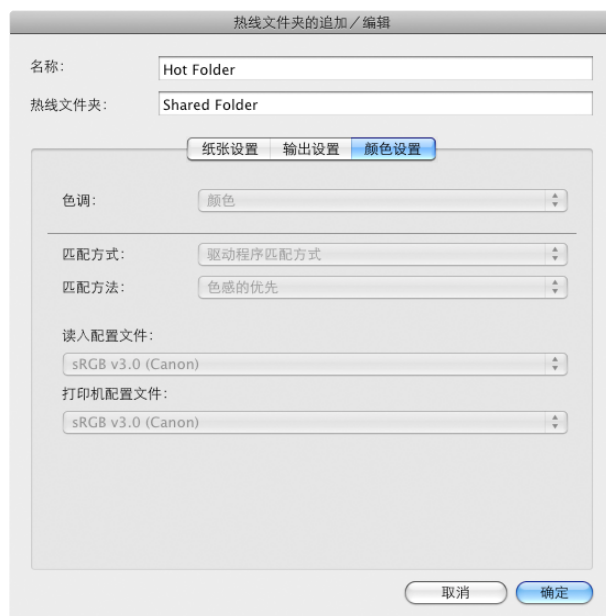 热线文件夹的追加／编辑
名称: Hot Folder
热线文件夹: Shared Folder
纸张设置 输出设置 颜色设置
色调: 颜色
匹配方式: 驱动程序匹配方式
匹配方法: 色感的优先
读入配置文件:
sRGB v3.0 (Canon)
打印机配置文件:
sRGB v3.0 (Canon)
取消 确定